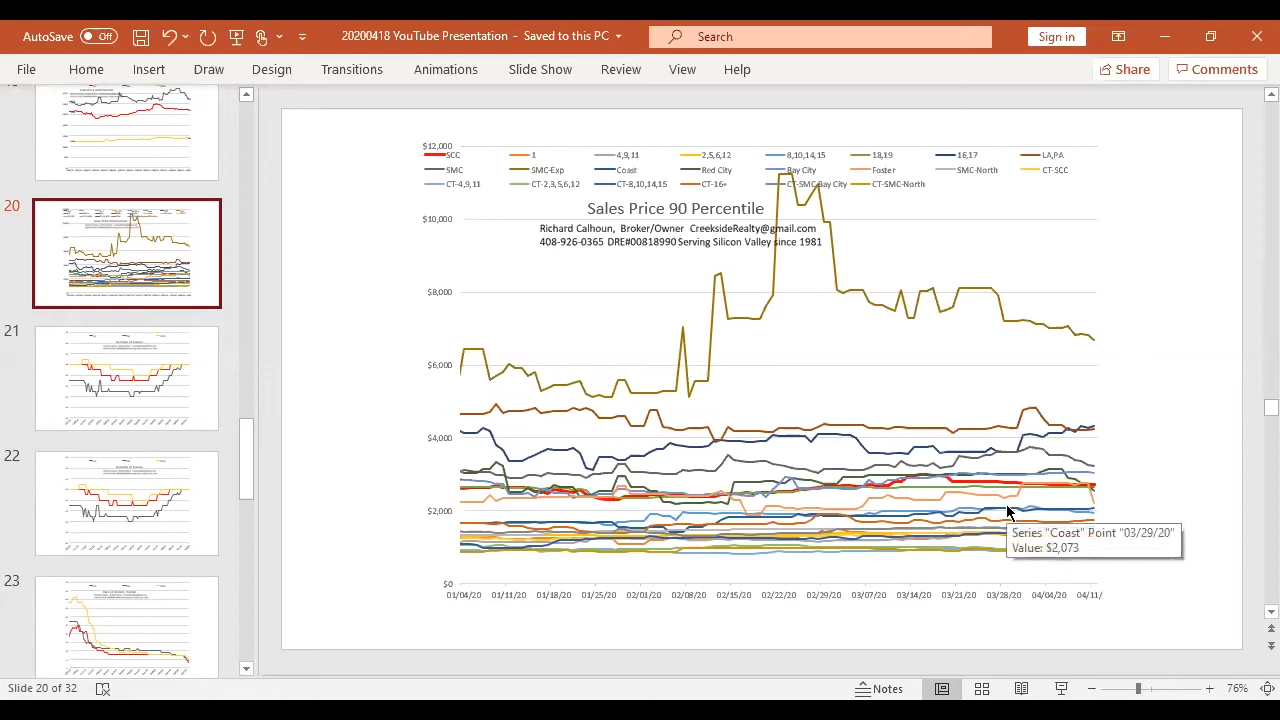 AutoSave Off 20200418 YouTube Presentation - Saved to this PC Search Sign in
File Home Insert Draw Design Transitions Animations Slide Show Review View Help Share Comments
$12,000
SCC 1 4,9,11 2,5,6,12 8,10,14,15 18,19 16,17 LA,PA
SMC SMC-Exp Coast Red City Bay City Foster SMC-North CT-SCC
CT-4,9,11 CT-2,3,5,6,12 CT-8,10,14,15 CT-16+ CT-SMC-Bay City CT-SMC-North
Sales Price 90 Percentile
Richard Calhoun, Broker/Owner CreeksideRealty@gmail.com
408-926-0365 DRE#00818990 Serving Silicon Valley since 1981
$10,000
$8,000
$6,000
$4,000
$2,000
$0
Series "Coast" Point "03/29/20"
Value: $2,073
01/04/20 01/11/20 01/18/20 01/25/20 02/01/20 02/08/20 02/15/20 02/22/20 02/29/20 03/07/20 03/14/20 03/21/20 03/28/20 04/04/20 04/11/
20
21
22
23
Slide 20 of 32 Notes 76%